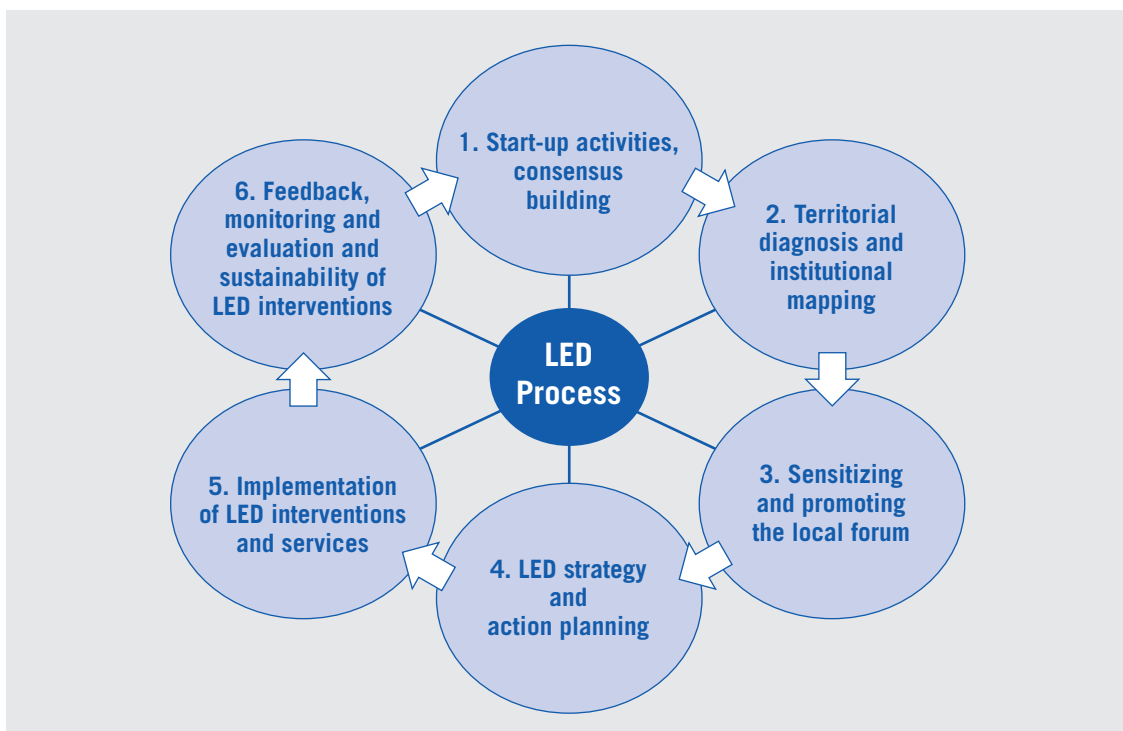 1. Start-up activities,
consensus
building
2. Territorial
diagnosis and
institutional
mapping
3. Sensitizing
and promoting
the local forum
4. LED strategy
and
action planning
5. Implementation
of LED interventions
and services
6. Feedback,
monitoring and
evaluation and
sustainability of
LED interventions
LED
Process